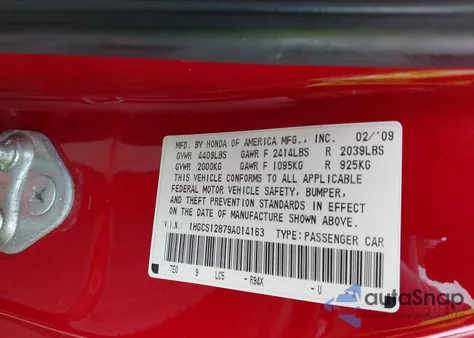 MFD. BY HONDA OF AMERICA MFG., INC. 02/'09
GVWR 4409LBS GAWR F 2414LBS R 2039LBS
GVWR 2000KG GAWR F 1095KG R 925KG
THIS VEHICLE CONFORMS TO ALL APPLICABLE
FEDERAL MOTOR VEHICLE SAFETY, BUMPER,
AND THEFT PREVENTION STANDARDS IN EFFECT
ON THE DATE OF MANUFACTURE SHOWN ABOVE.
V.I.N.: 1HGCS12879A014163 TYPE:PASSENGER CAR
TE0 9 LC5 - R94X -U
autoSnap